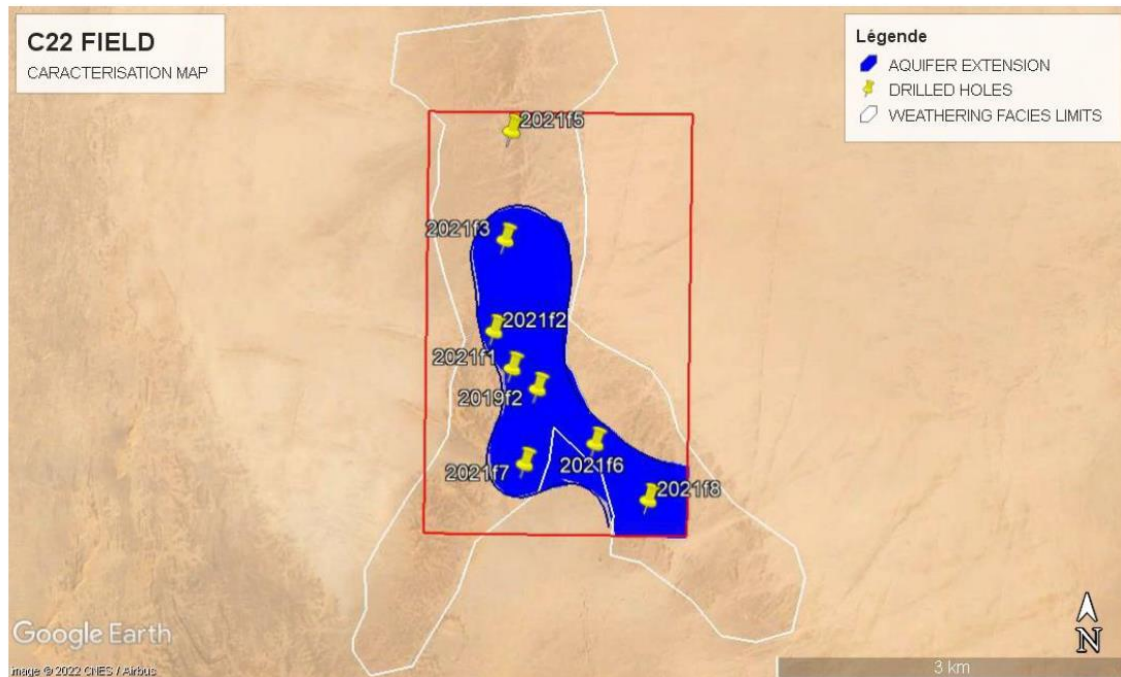 C22 FIELD
CARACTERISATION MAP
Légende
AQUIFER EXTENSION
DRILLED HOLES
WEATHERING FACIES LIMITS
2021f5
2021f3
2021f2
2021f1
2019f2
2021f6
2021f7
2021f8
Google Earth
image © 2022 CNES / Airbus
N
3 km